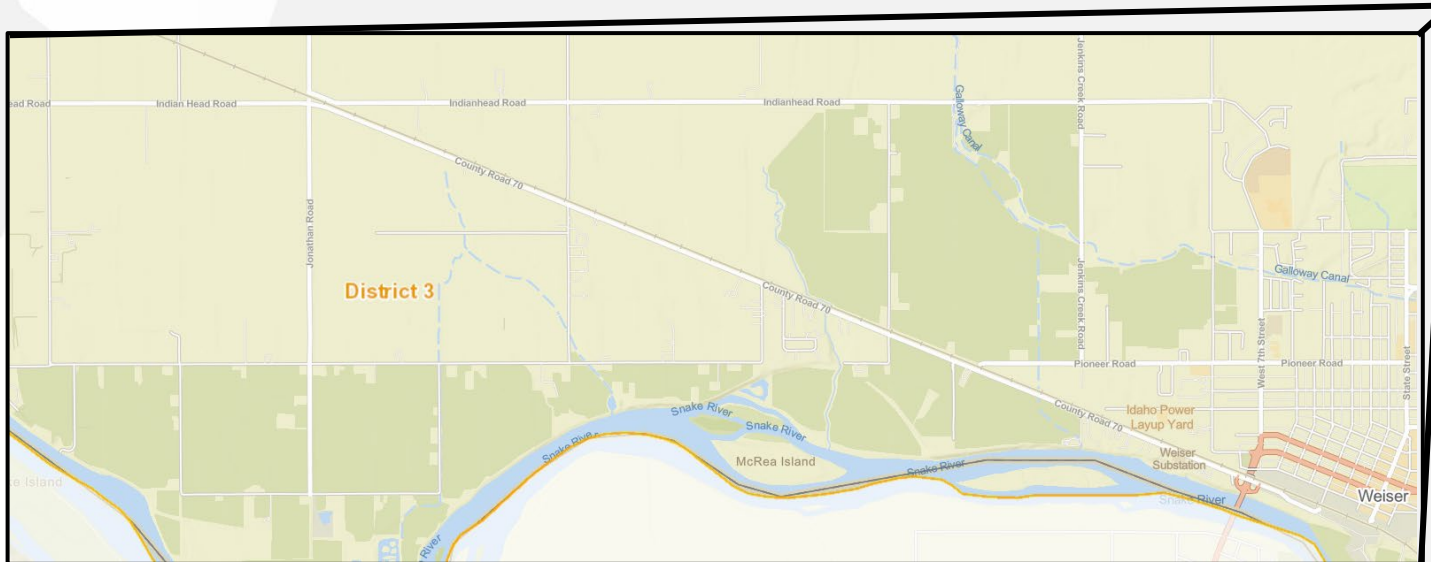 ead Road
Indian Head Road
Indianhead Road
Indianhead Road
Jenkins Creek Road
Galloway Canal
County Road 70
Jonathan Road
District 3
County Road 70
Jenkins Creek Road
Galloway Canal
Pioneer Road
West 7th Street
Pioneer Road
State Street
Snake River
Snake River
Snake River
Idaho Power
Layup Yard
County Road 70
McRea Island
Snake River
Weiser
Substation
ke Island
Snake River
Weiser
River